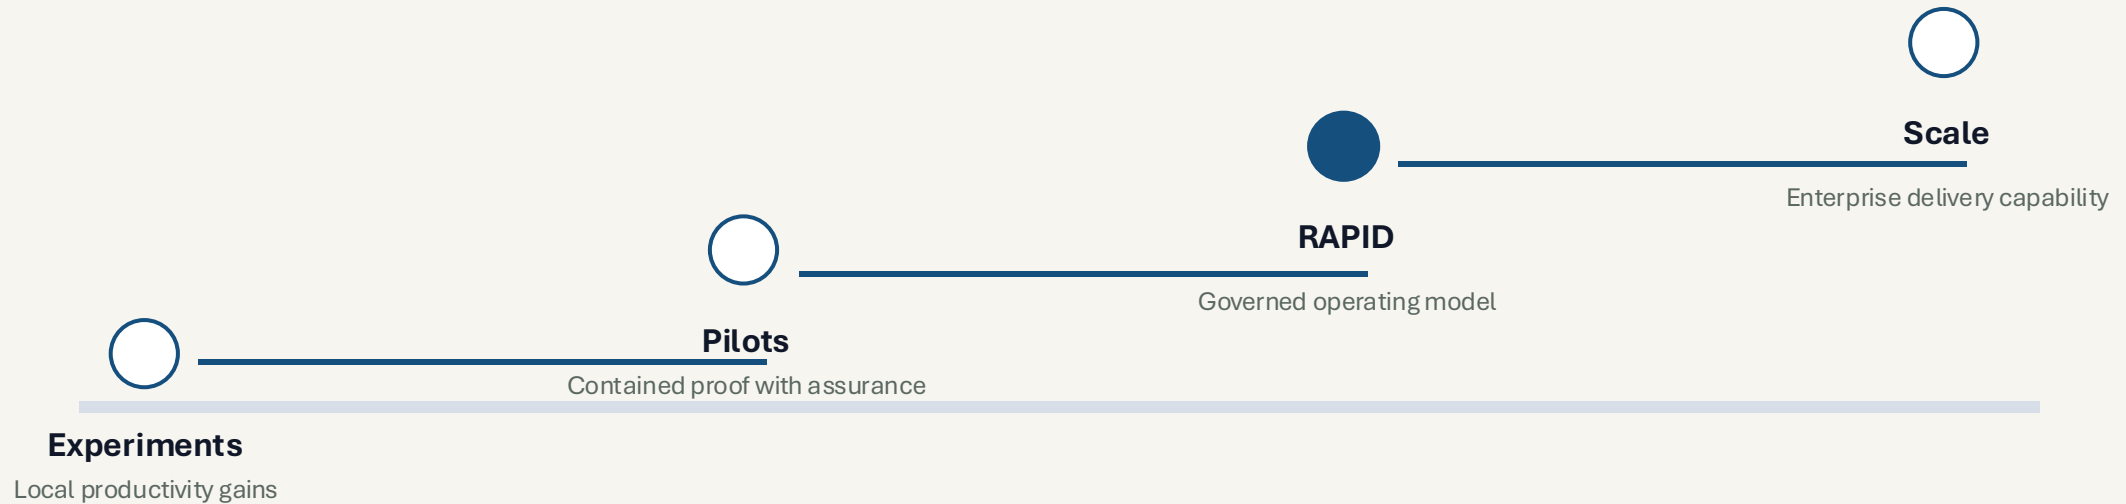 Scale
Enterprise delivery capability
RAPID
Governed operating model
Pilots
Contained proof with assurance
Experiments
Local productivity gains